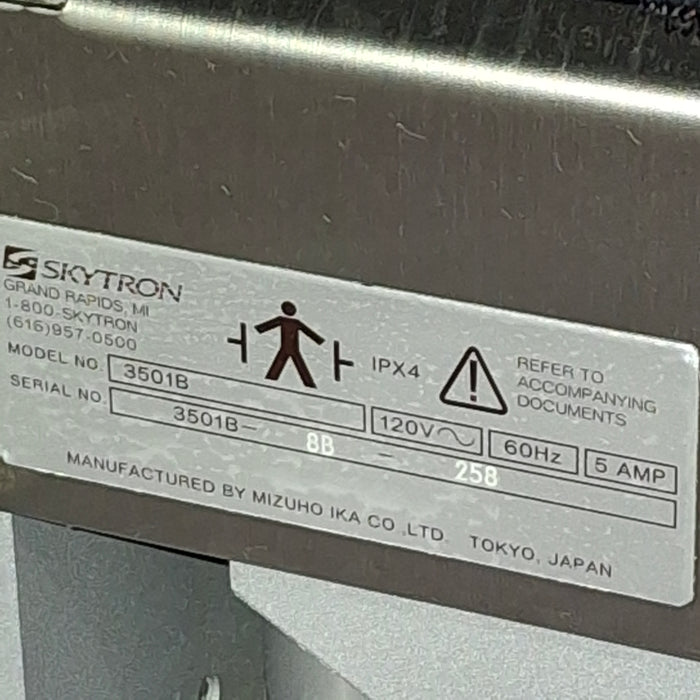 SKYTRON
GRAND RAPIDS, MI
1-800-SKYTRON
(616)957-0500
IPX4
REFER TO
ACCOMPANYING
DOCUMENTS
MODEL NO. 3501B 120V 60Hz 5 AMP
SERIAL NO. 3501B- 8B - 258
MANUFACTURED BY MIZUHO IKA CO.,LTD. TOKYO, JAPAN